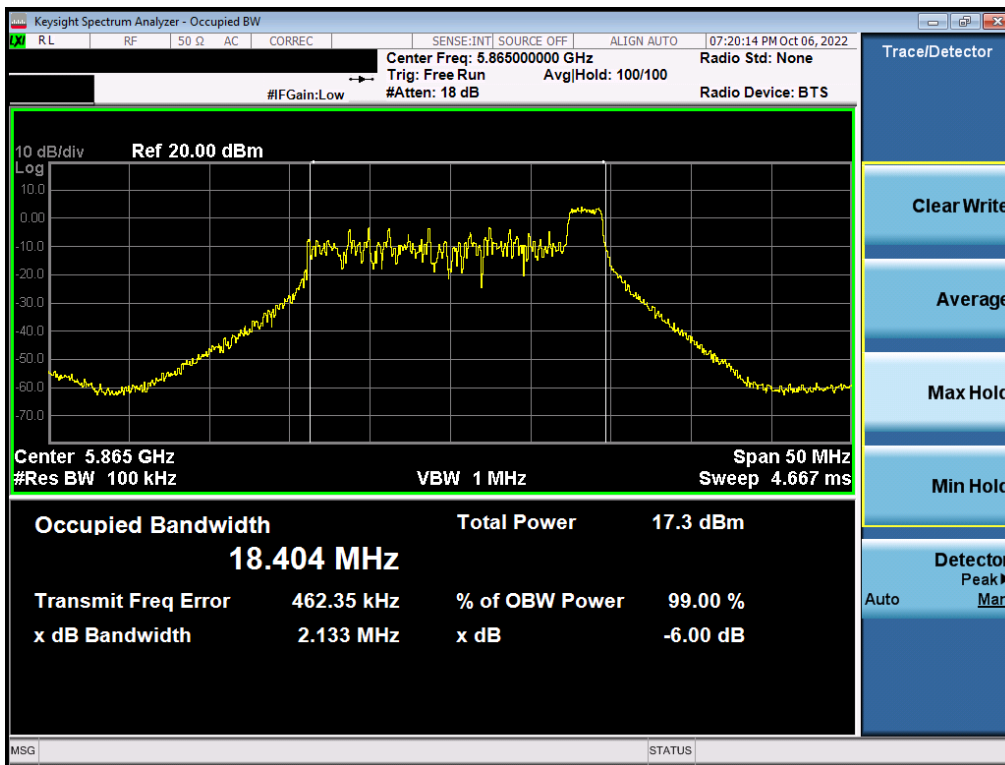 Keysight Spectrum Analyzer - Occupied BW
LXI RL RF 50 Ω AC CORREC SENSE:INT SOURCE OFF ALIGN AUTO 07:20:14 PM Oct 06, 2022
Center Freq: 5.865000000 GHz Radio Std: None
Trig: Free Run Avg|Hold: 100/100
#IFGain:Low #Atten: 18 dB Radio Device: BTS
10 dB/div Ref 20.00 dBm
Log
10.0
0.00
-10.0
-20.0
-30.0
-40.0
-50.0
-60.0
-70.0
Center 5.865 GHz Span 50 MHz
#Res BW 100 kHz VBW 1 MHz Sweep 4.667 ms
Occupied Bandwidth Total Power 17.3 dBm
18.404 MHz
Transmit Freq Error 462.35 kHz % of OBW Power 99.00 %
x dB Bandwidth 2.133 MHz x dB -6.00 dB
MSG STATUS
Trace/Detector
Clear Write
Average
Max Hold
Min Hold
Detector
Peak
Auto Man